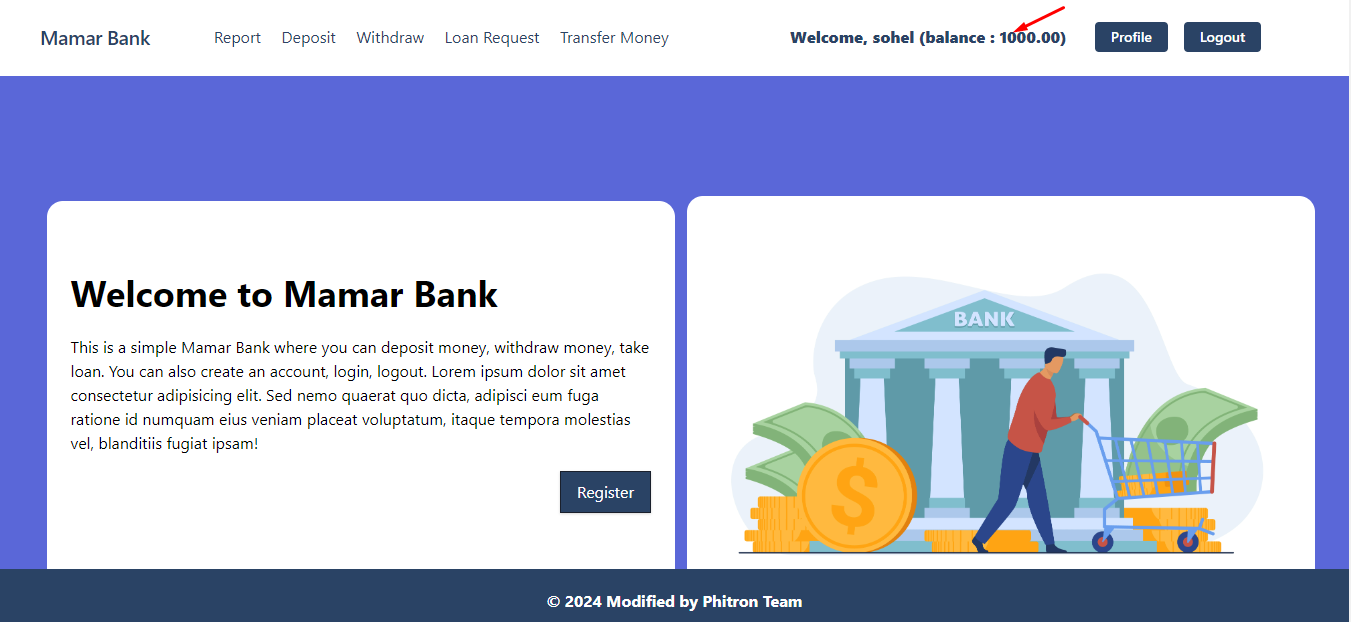 Mamar Bank
Report Deposit Withdraw Loan Request Transfer Money
Welcome, sohel (balance : 1000.00)
Profile
Logout
Welcome to Mamar Bank
This is a simple Mamar Bank where you can deposit money, withdraw money, take
loan. You can also create an account, login, logout. Lorem ipsum dolor sit amet
consectetur adipisicing elit. Sed nemo quaerat quo dicta, adipisci eum fuga
ratione id numquam eius veniam placeat voluptatum, itaque tempora molestias
vel, blanditiis fugiat ipsam!
Register
BANK
$
© 2024 Modified by Phitron Team